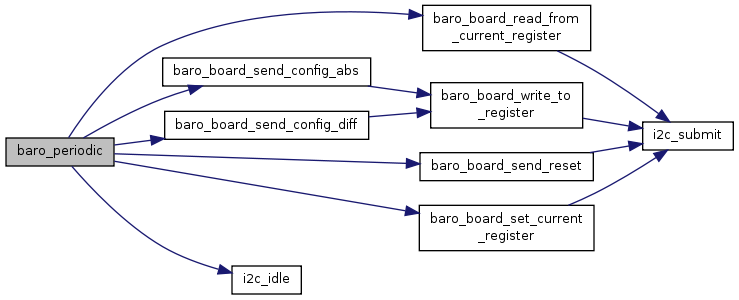 baro_board_read_from
_current_register
baro_board_send_config_abs
baro_board_write_to
_register
baro_board_send_config_diff
i2c_submit
baro_periodic
baro_board_send_reset
baro_board_set_current
_register
i2c_idle